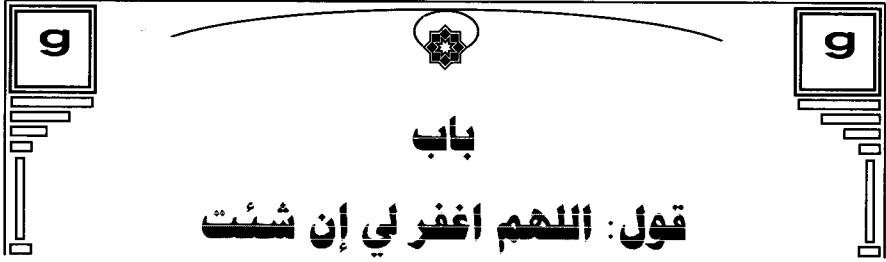 g g
باب
قول: اللهم اغفر لي إن شئت